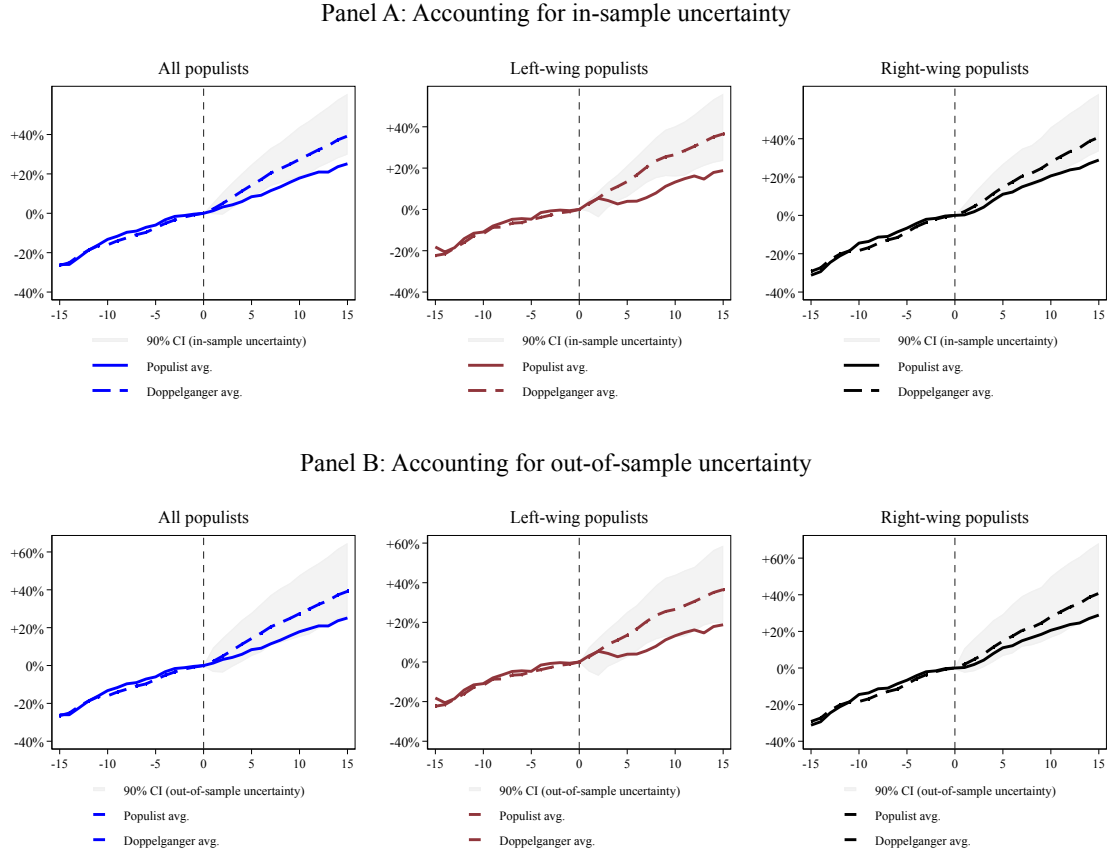 Panel A: Accounting for in-sample uncertainty
All populists
Left-wing populists
Right-wing populists
+40%
+20%
0%
-20%
-40%
-15 -10 -5 0 5 10 15
90% CI (in-sample uncertainty)
Populist avg.
Doppelganger avg.
+40%
+20%
0%
-20%
-40%
-15 -10 -5 0 5 10 15
90% CI (in-sample uncertainty)
Populist avg.
Doppelganger avg.
+40%
+20%
0%
-20%
-40%
-15 -10 -5 0 5 10 15
90% CI (in-sample uncertainty)
Populist avg.
Doppelganger avg.
Panel B: Accounting for out-of-sample uncertainty
All populists
Left-wing populists
Right-wing populists
+60%
+40%
+20%
0%
-20%
-40%
-15 -10 -5 0 5 10 15
90% CI (out-of-sample uncertainty)
Populist avg.
Doppelganger avg.
+60%
+40%
+20%
0%
-20%
-40%
-15 -10 -5 0 5 10 15
90% CI (out-of-sample uncertainty)
Populist avg.
Doppelganger avg.
+60%
+40%
+20%
0%
-20%
-40%
-15 -10 -5 0 5 10 15
90% CI (out-of-sample uncertainty)
Populist avg.
Doppelganger avg.